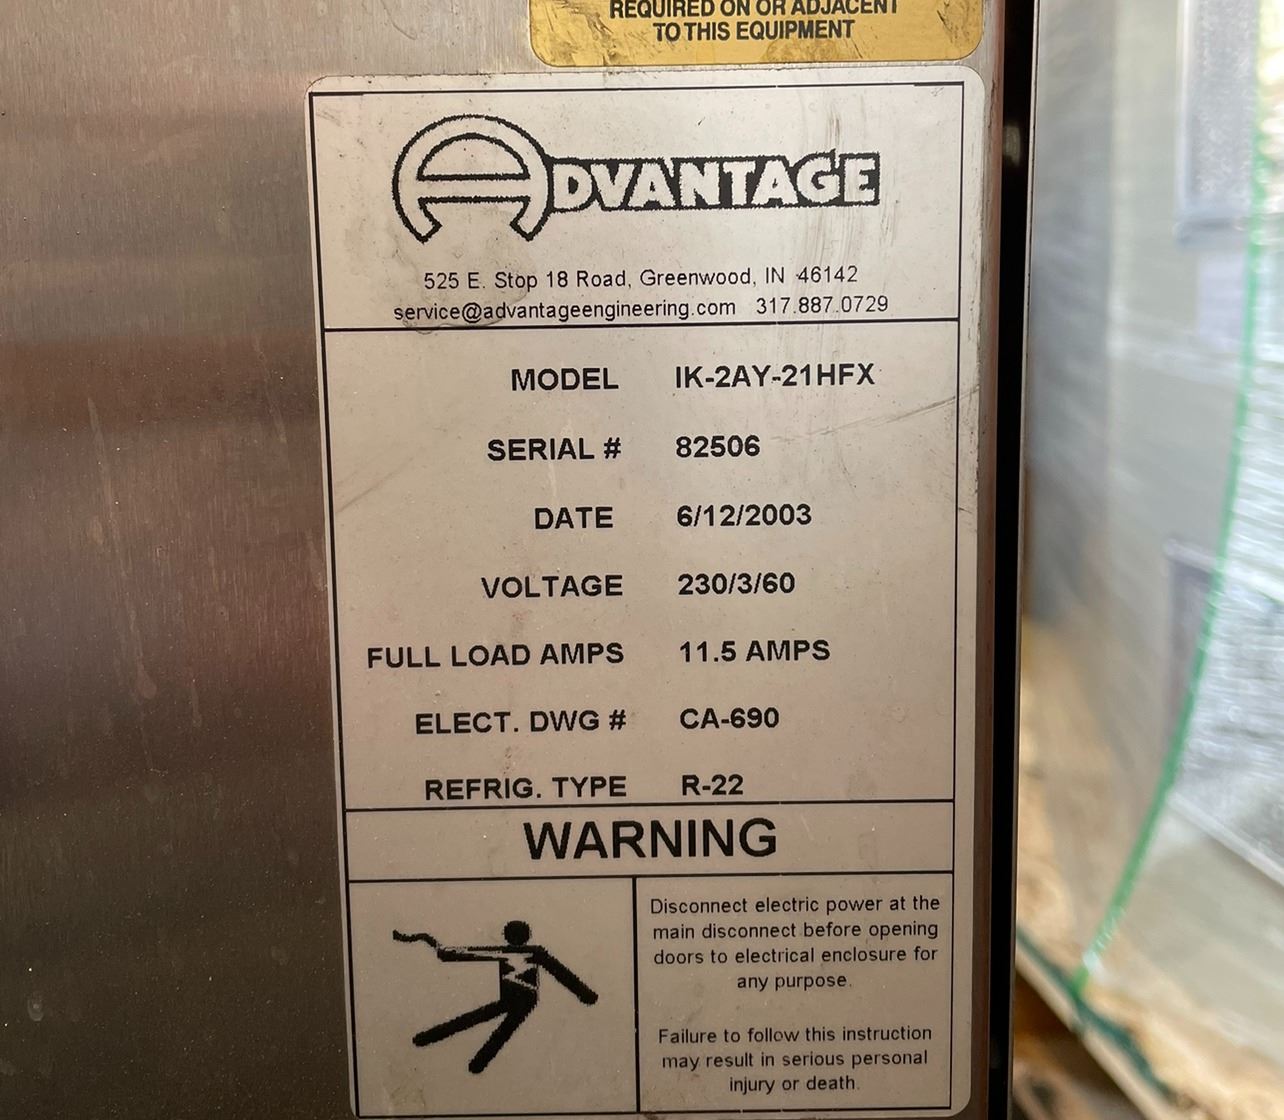 REQUIRED ON OR ADJACENT
TO THIS EQUIPMENT
ADVANTAGE
525 E. Stop 18 Road, Greenwood, IN 46142
service@advantageengineering.com 317.887.0729
MODEL IK-2AY-21HFX
SERIAL # 82506
DATE 6/12/2003
VOLTAGE 230/3/60
FULL LOAD AMPS 11.5 AMPS
ELECT. DWG # CA-690
REFRIG. TYPE R-22
WARNING
Disconnect electric power at the
main disconnect before opening
doors to electrical enclosure for
any purpose.
Failure to follow this instruction
may result in serious personal
injury or death.